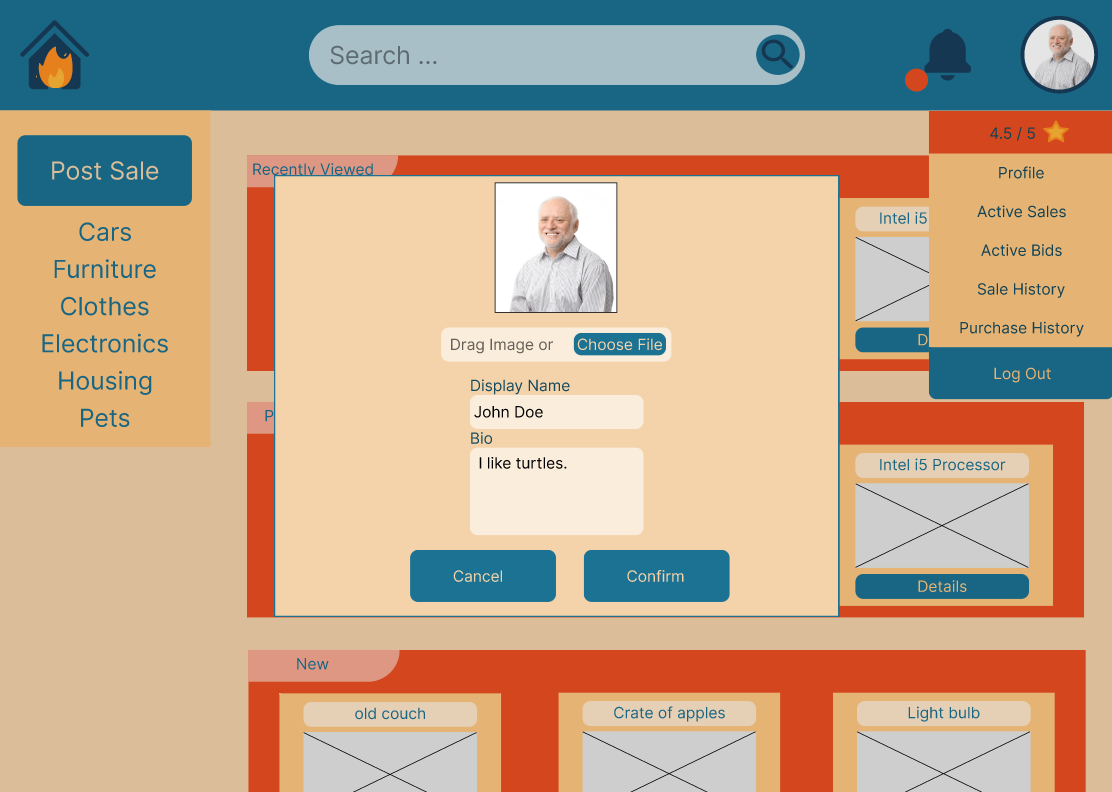 Search ...
4.5 / 5
Profile
Active Sales
Active Bids
Sale History
Purchase History
Log Out
Post Sale
Cars
Furniture
Clothes
Electronics
Housing
Pets
Recently Viewed
Intel i5
D
Drag Image or Choose File
Display Name
John Doe
Bio
I like turtles.
Cancel
Confirm
P
Intel i5 Processor
Details
New
old couch
Crate of apples
Light bulb